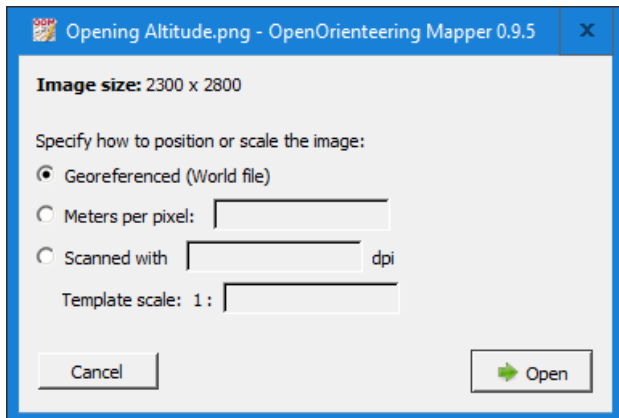 Opening Altitude.png - OpenOrienteering Mapper 0.9.5 X
Image size: 2300 x 2800
Specify how to position or scale the image:
Georeferenced (World file)
Meters per pixel:
Scanned with dpi
Template scale: 1 :
Cancel Open